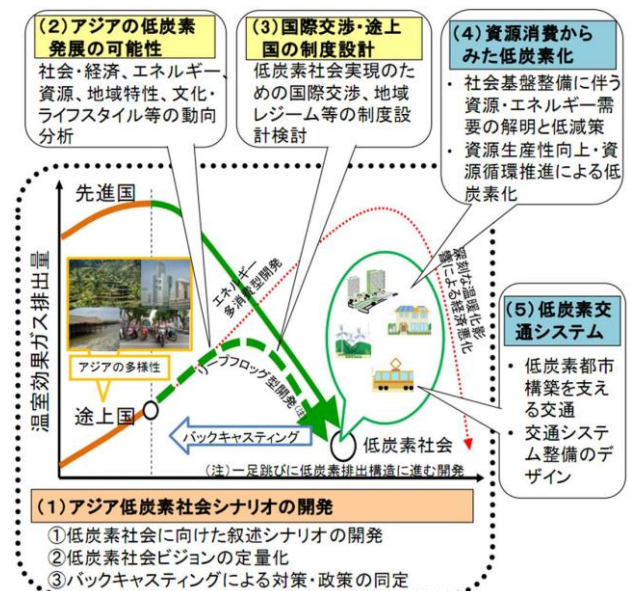 (2)アジアの低炭素
発展の可能性
社会・経済、エネルギー、
資源、地域特性、文化・
ライフスタイル等の動向
分析
(3)国際交渉・途上
国の制度設計
低炭素社会実現のた
めの国際交渉、地域
レジーム等の制度設
計検討
(4)資源消費から
みた低炭素化
・ 社会基盤整備に伴う
資源・エネルギー需
要の解明と低減策
・ 資源生産性向上・資
源循環推進による低
炭素化
(5)低炭素交
通システム
• 低炭素都市
構築を支え
る交通
• 交通システ
ム整備のデ
ザイン
温室効果ガス排出量
先進国
アジアの多様性
途上国
エネルギー
多消費型開発
リープフロッグ型開発(注)
深刻な温暖化影
響による経済悪化
バックキャスティング
低炭素社会
(注)一足跳びに低炭素排出構造に進む開発
(1)アジア低炭素社会シナリオの開発
①低炭素社会に向けた叙述シナリオの開発
②低炭素社会ビジョンの定量化
③バックキャスティングによる対策・政策の同定